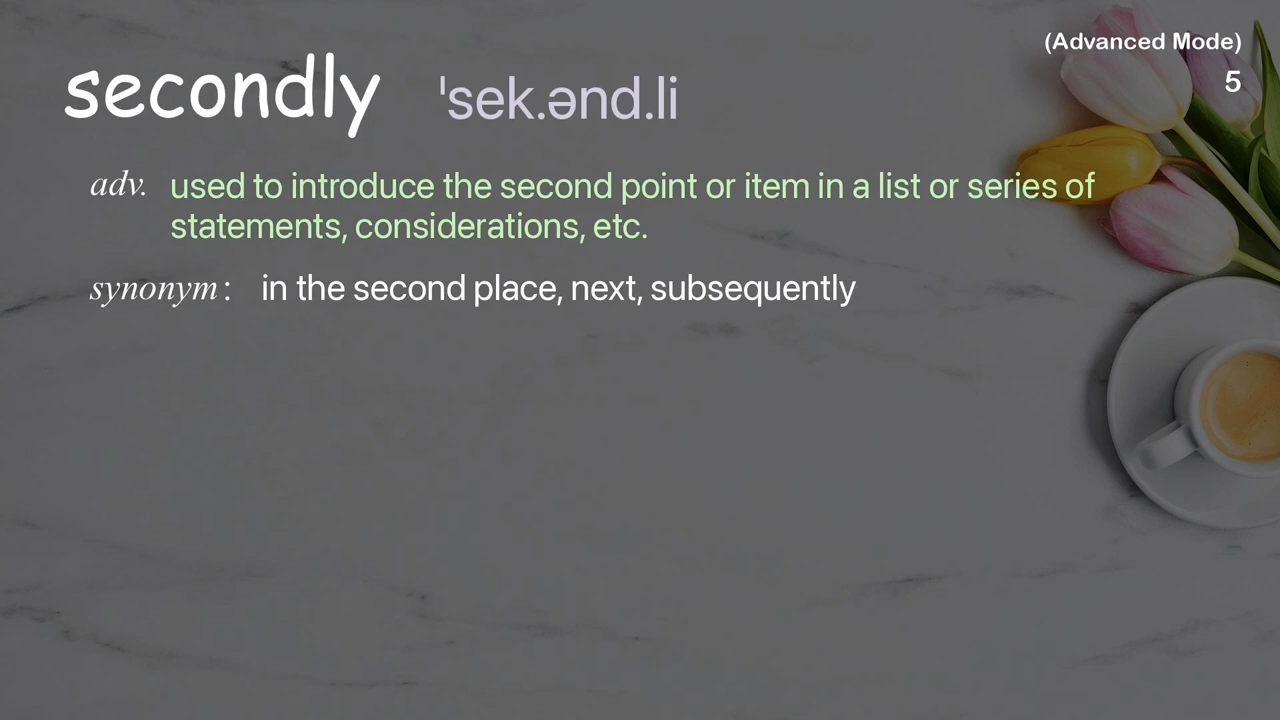 (Advanced Mode)
5
secondly ˈsek.ənd.li
adv. used to introduce the second point or item in a list or series of
statements, considerations, etc.
synonym : in the second place, next, subsequently